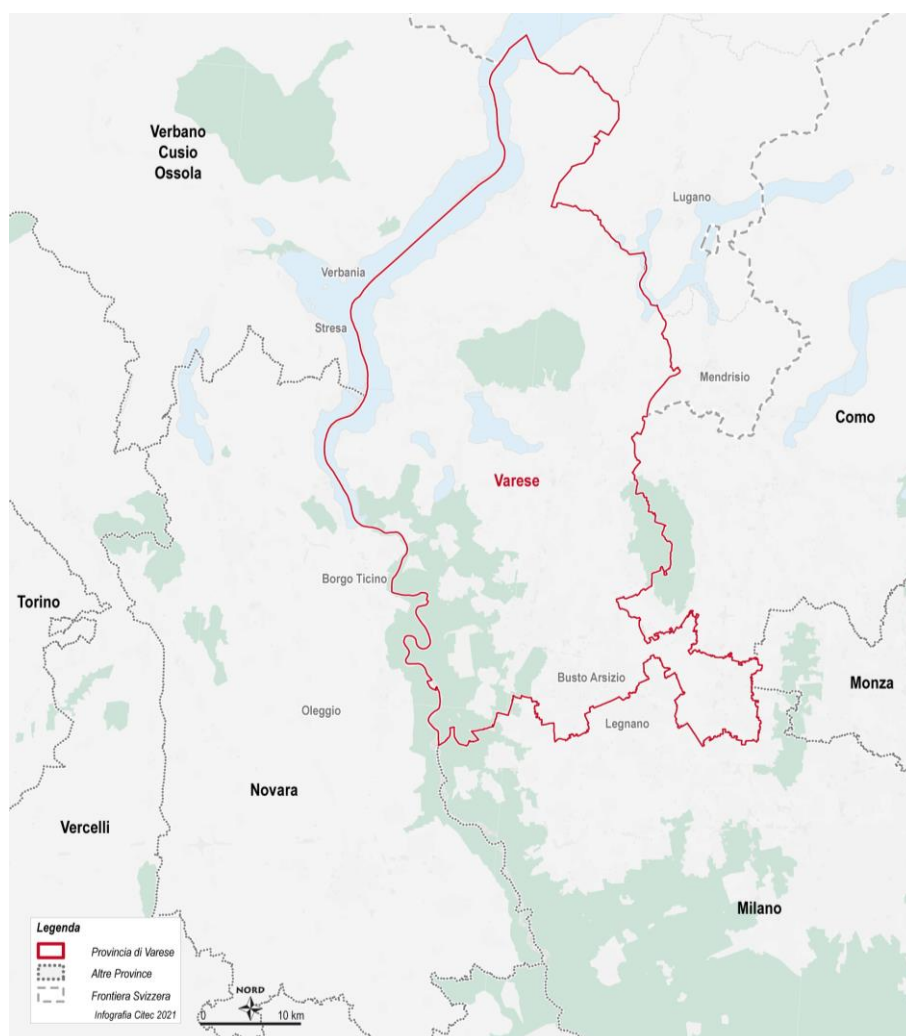 Verbano
Cusio
Ossola
Lugano
Verbania
Stresa
Mendrisio
Como
Varese
Borgo Ticino
Torino
Busto Arsizio
Monza
Oleggio
Legnano
Novara
Vercelli
Milano
Legenda
Provincia di Varese
Altre Province
Frontiera Svizzera
Infografia Citec 2021
NORD
0 10 km